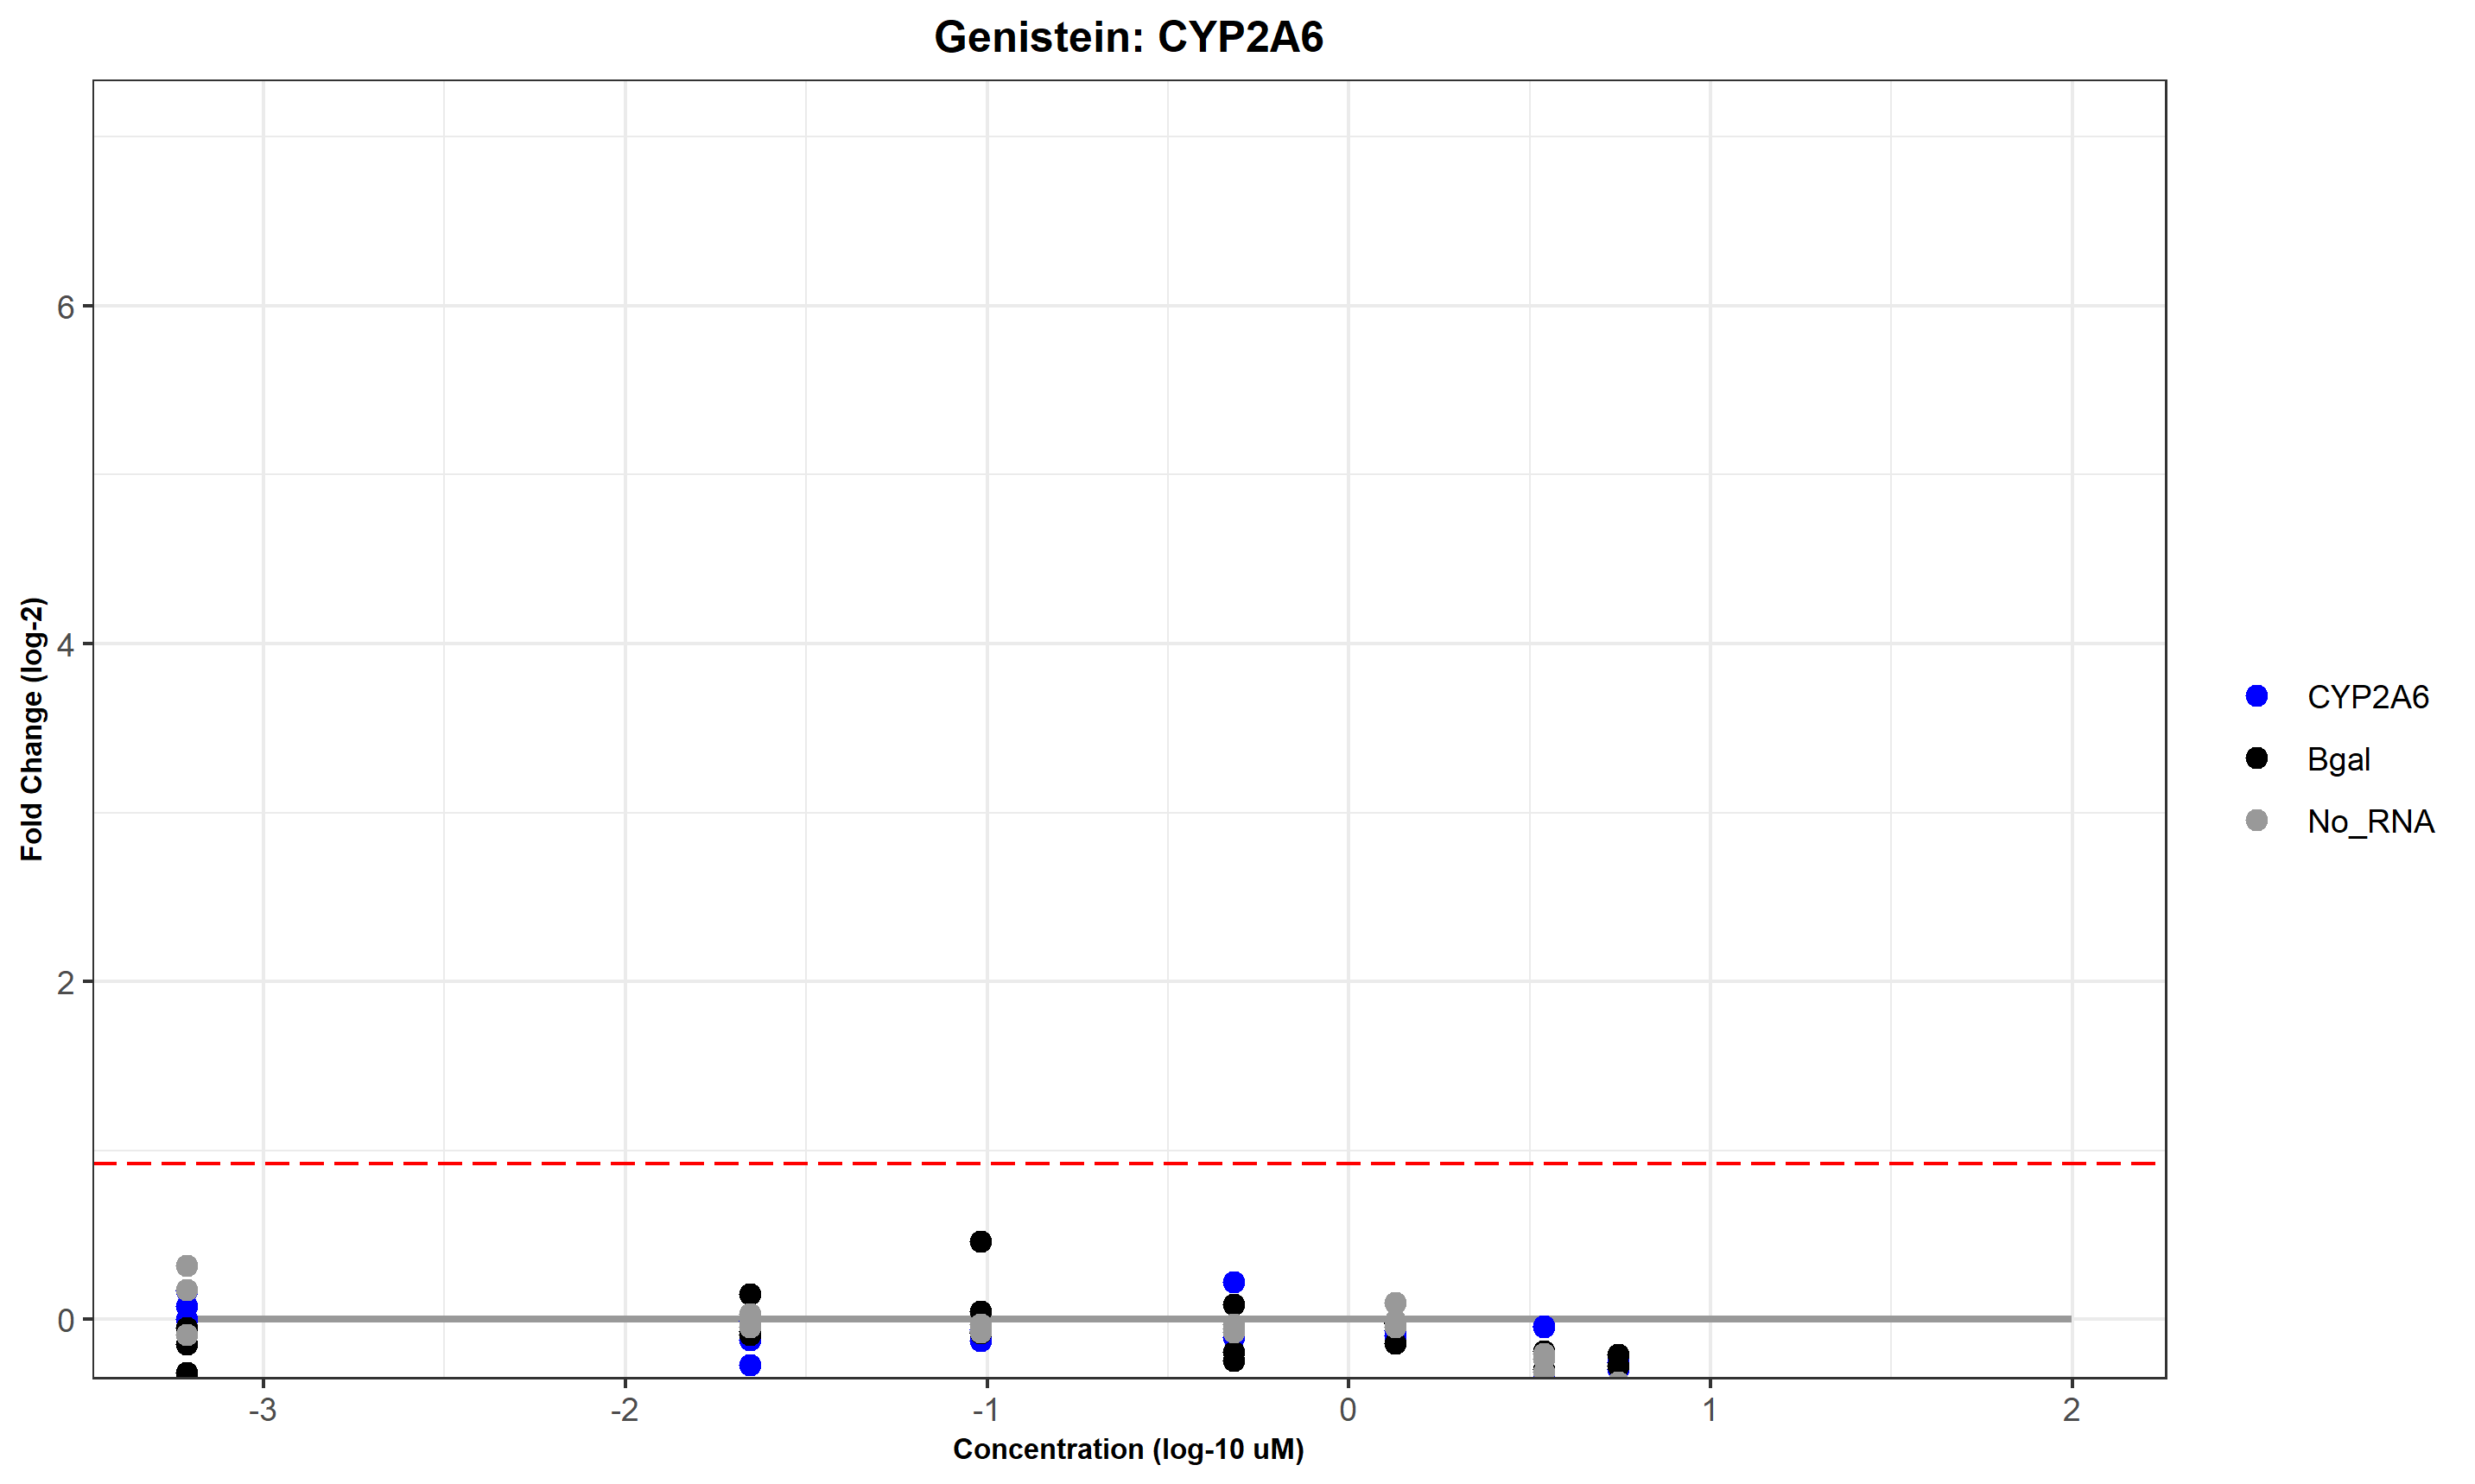 Genistein: CYP2A6
Fold Change (log-2)
6
4
2
0
-3
-2
-1
0
1
2
Concentration (log-10 uM)
CYP2A6
Bgal
No_RNA